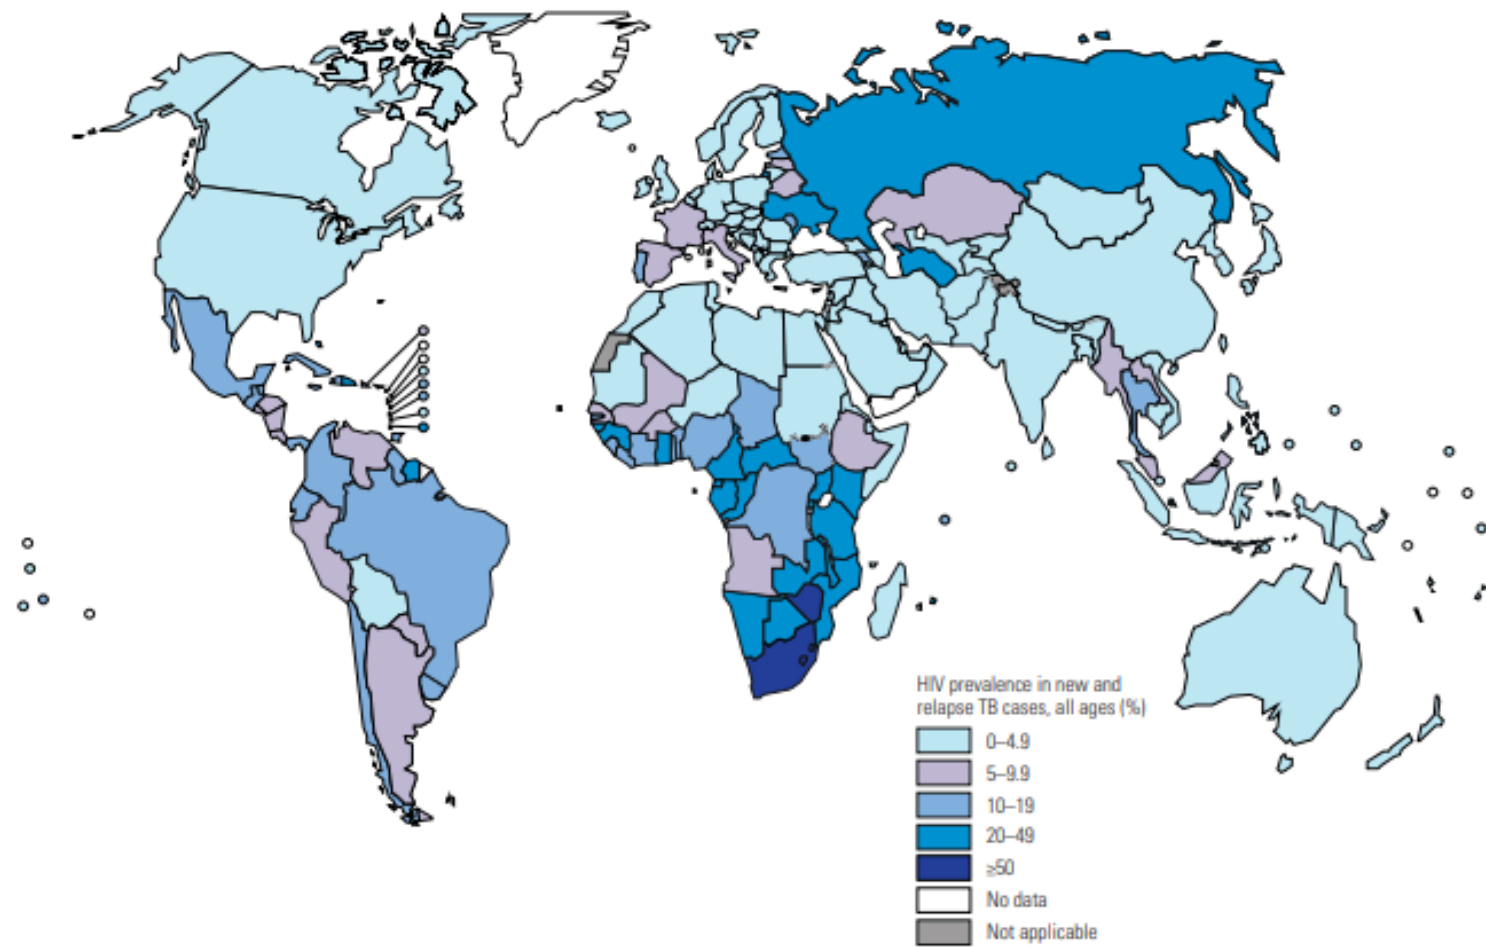 HIV prevalence in new and
relapse TB cases, all ages (%)
0–4.9
5–9.9
10–19
20–49
≥50
No data
Not applicable